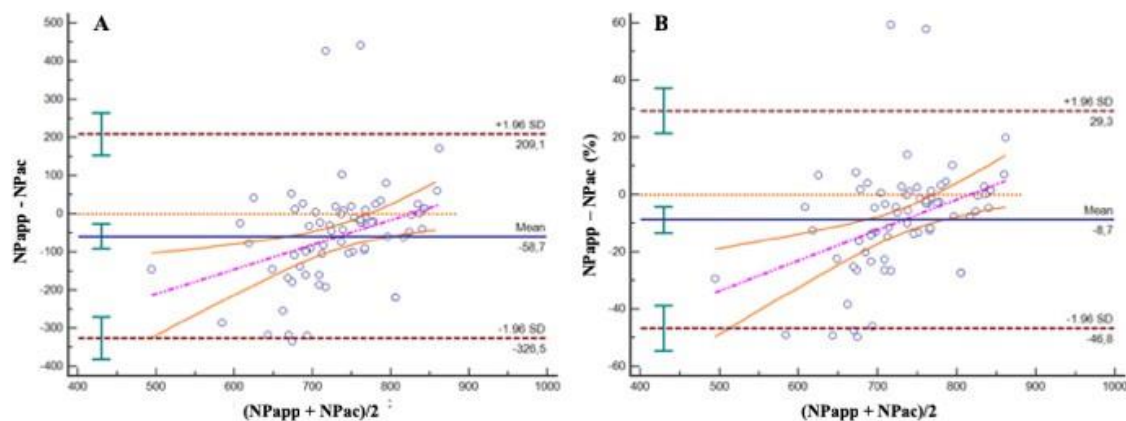 A
NPapp - NPac
500
400
300
200
100
0
-100
-200
-300
-400
+1.96 SD
209,1
Mean
-58,7
-1.96 SD
-326,5
400 500 600 700 800 900 1000
(NPapp + NPac)/2 :
B
NPapp – NPac (%)
60
40
20
0
-20
-40
-60
+1.96 SD
29,3
Mean
-8,7
-1.96 SD
-46,8
400 500 600 700 800 900 1000
(NPapp + NPac)/2